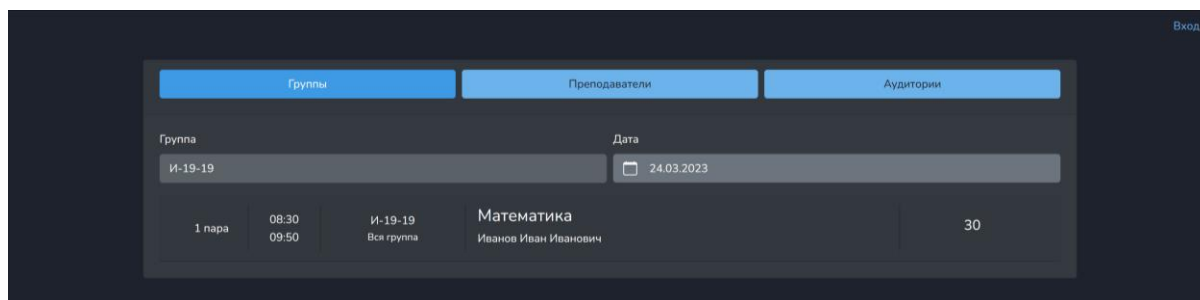 Вход
Группы Преподаватели Аудитории
Группа Дата
И-19-19 24.03.2023
1 пара 08:30 09:50 И-19-19 Вся группа Математика Иванов Иван Иванович 30